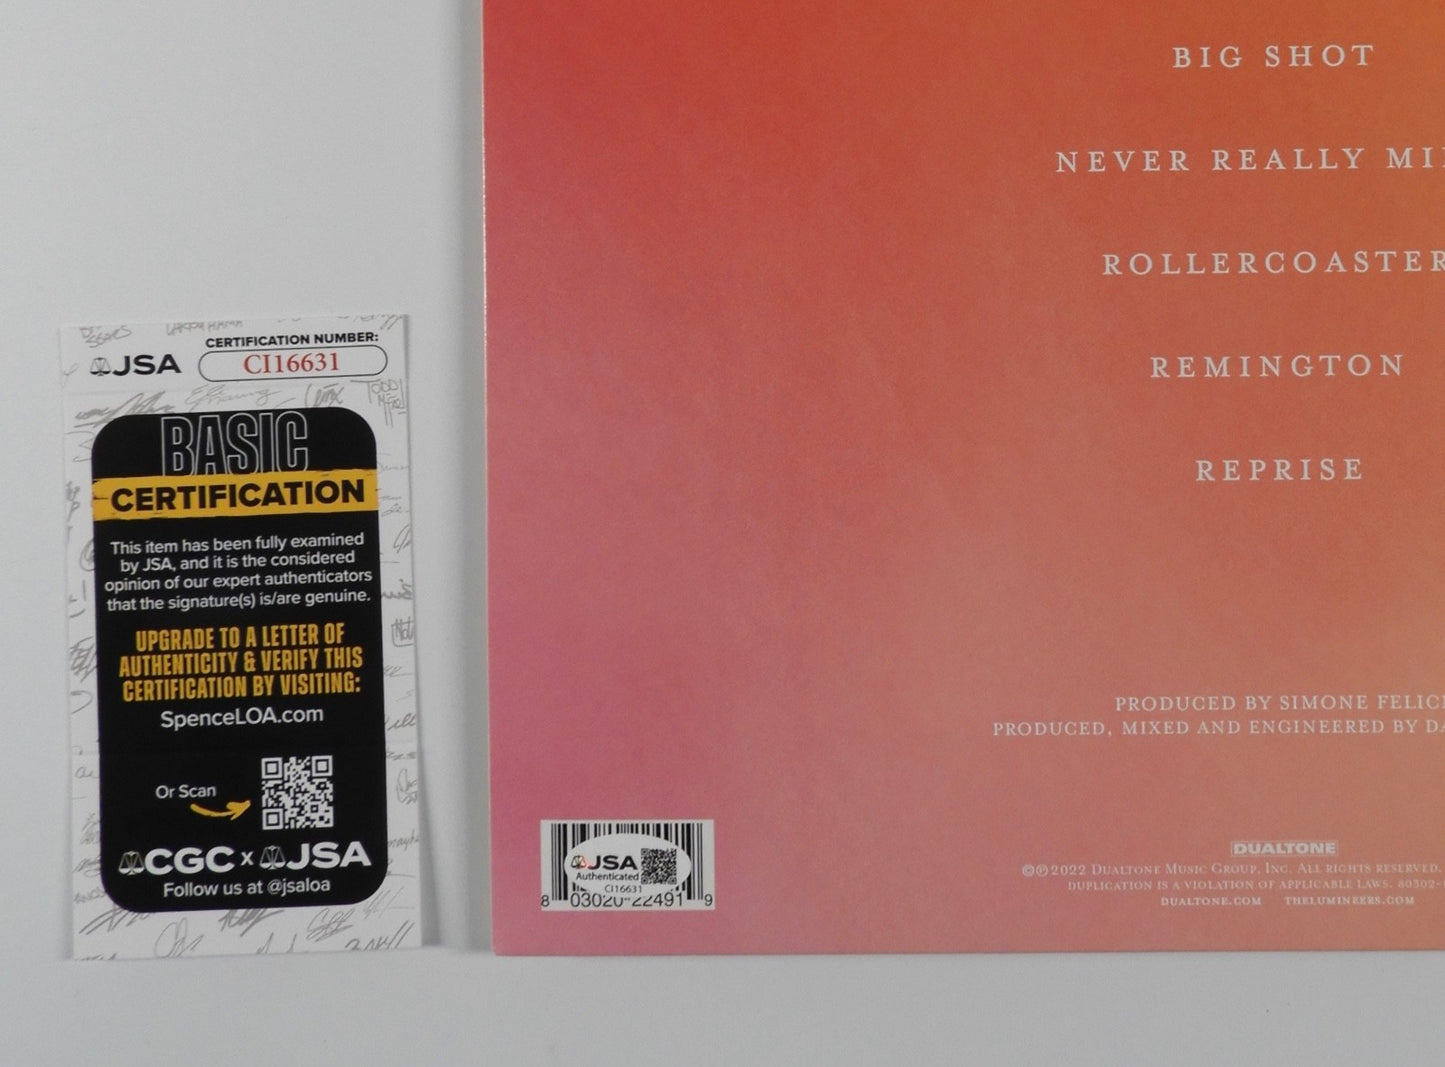 JSA
CERTIFICATION NUMBER:
CI16631
BASIC
CERTIFICATION
This item has been fully examined
by JSA, and it is the considered
opinion of our expert authenticators
that the signature(s) is/are genuine.
UPGRADE TO A LETTER OF
AUTHENTICITY & VERIFY THIS
CERTIFICATION BY VISITING:
SpenceLOA.com
Or Scan
CGC x JSA
Follow us at @jsaloa
BIG SHOT
NEVER REALLY MI
ROLLERCOASTER
REMINGTON
REPRISE
PRODUCED BY SIMONE FELIC
PRODUCED, MIXED AND ENGINEERED BY DA
DUALTONE
©℗2022 DUALTONE MUSIC GROUP, INC. ALL RIGHTS RESERVED.
DUPLICATION IS A VIOLATION OF APPLICABLE LAWS. 80302-
DUALTONE.COM THELUMINEERS.COM
JSA
Authenticated
CI16631
8 03020-22491 9